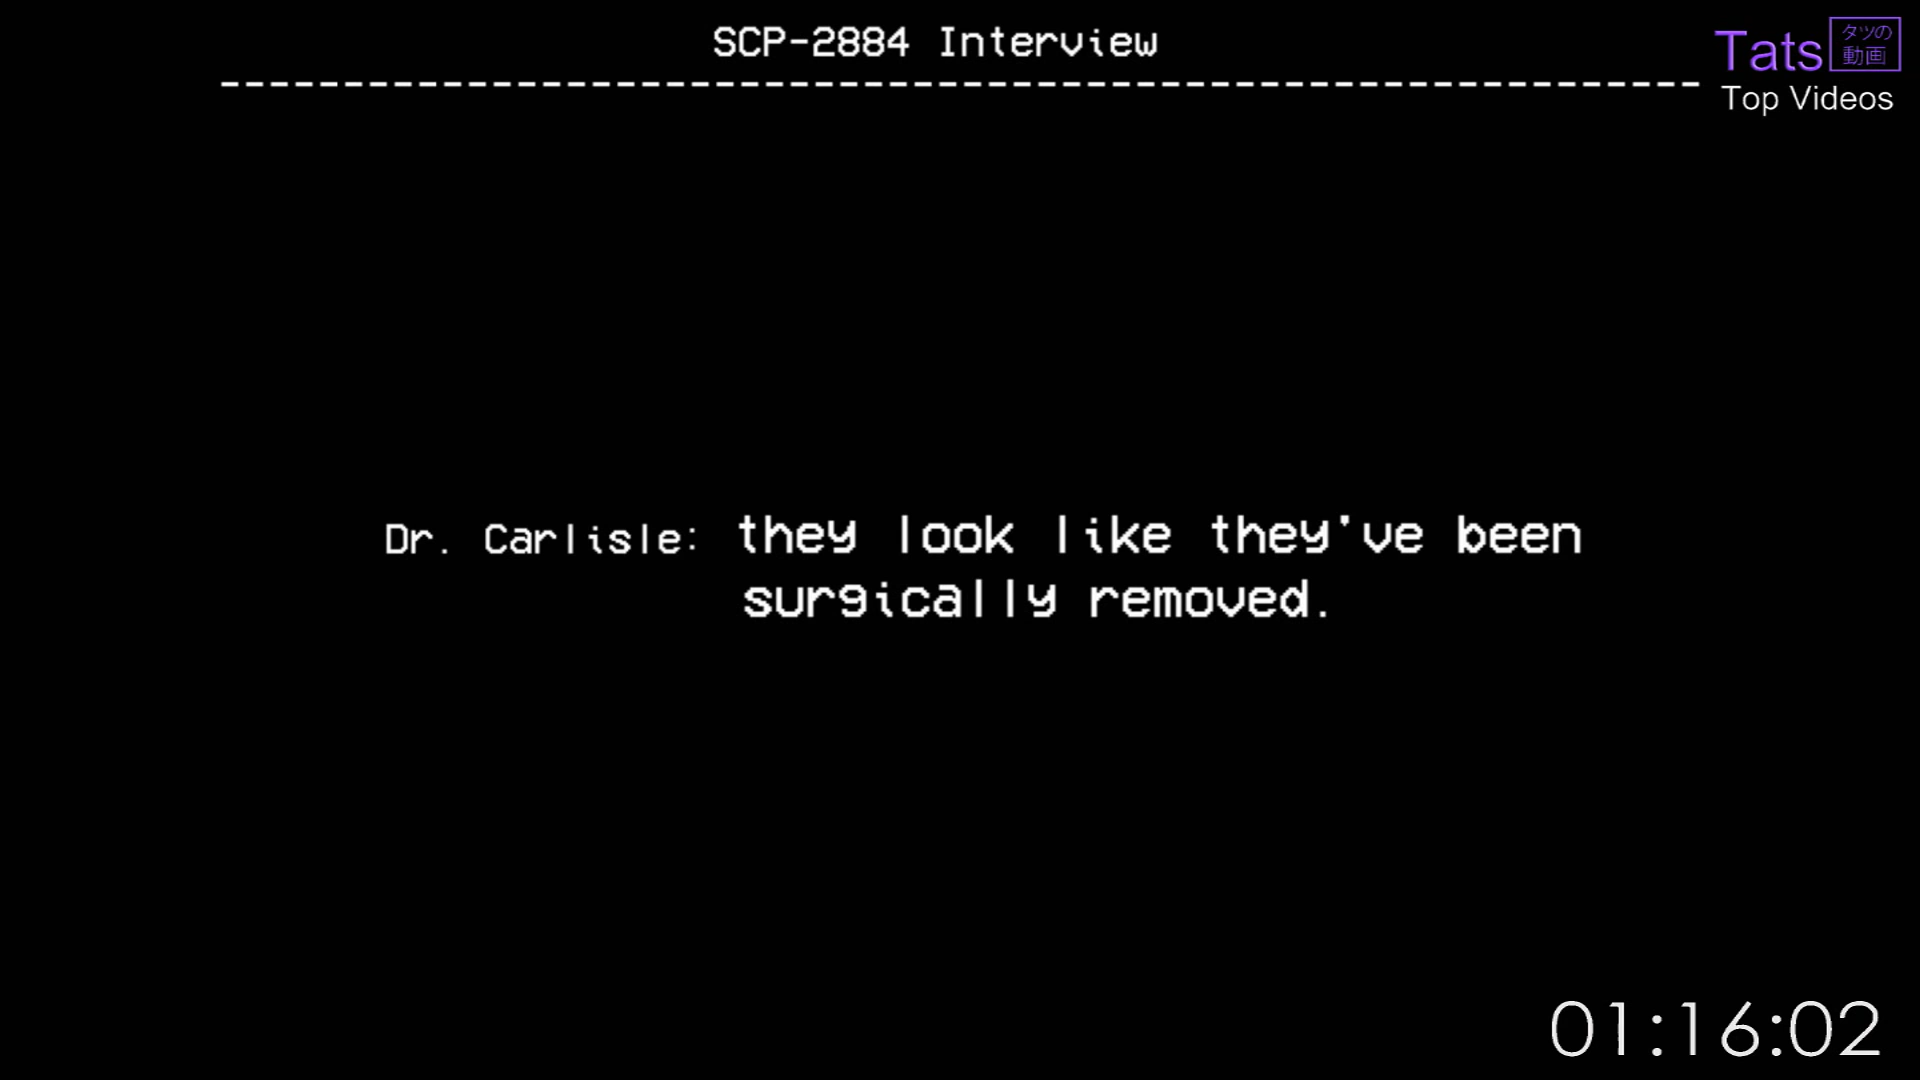 SCP-2884 Interview
Tats タツの動画
Top Videos
Dr. Carlisle: they look like they've been
surgically removed.
01:16:02